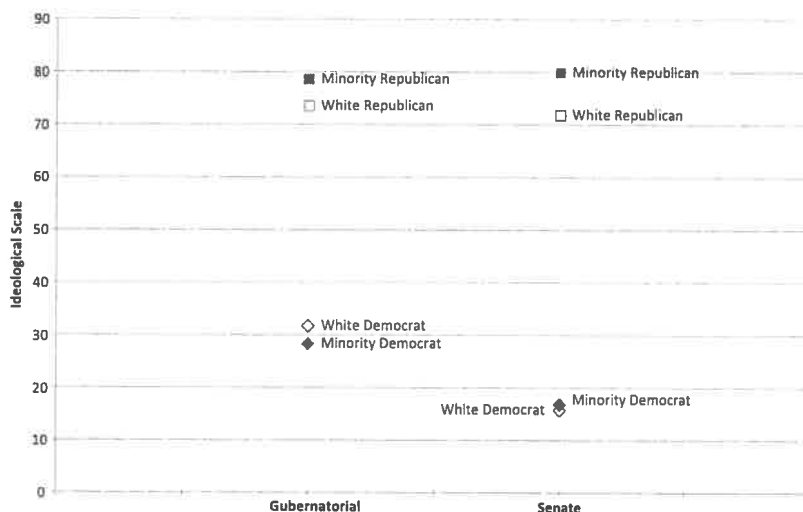 90
80
Minority Republican
Minority Republican
White Republican
White Republican
70
60
50
40
White Democrat
30
Minority Democrat
20
Minority Democrat
White Democrat
10
0
Gubernatorial
Senate
Ideological Scale